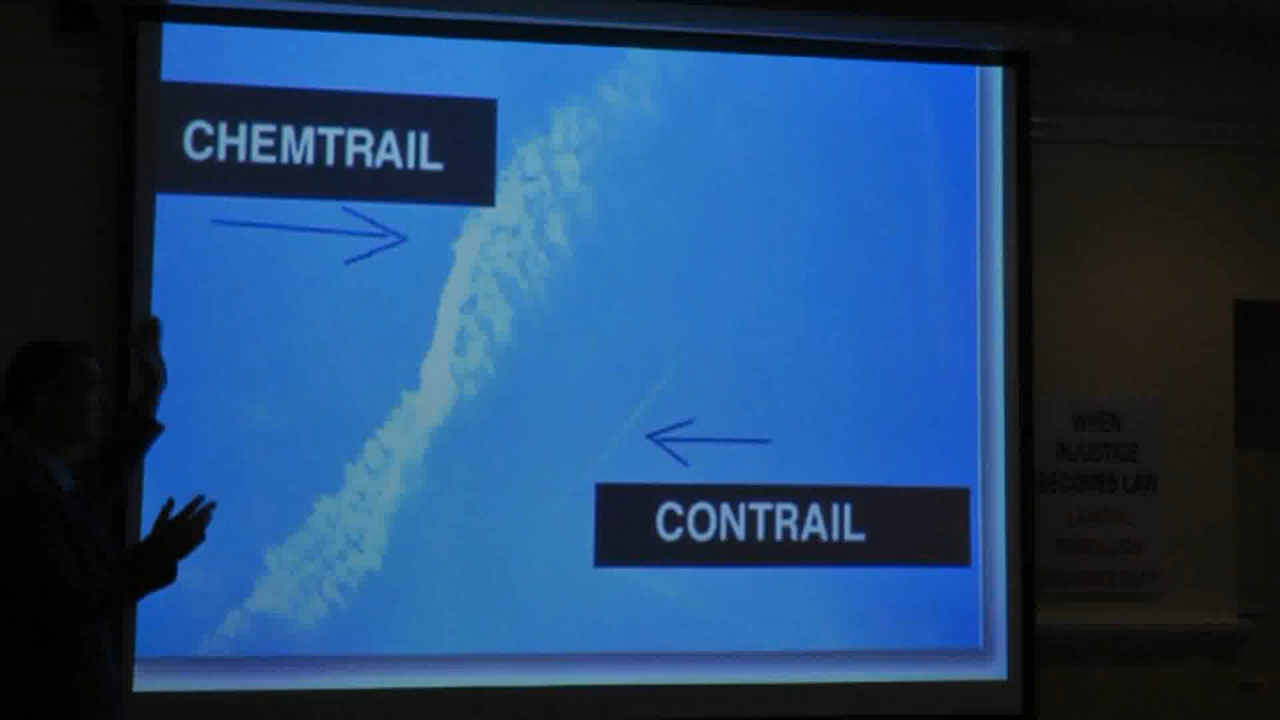 CHEMTRAIL
CONTRAIL
WHEN
INJUSTICE
BECOMES LAW